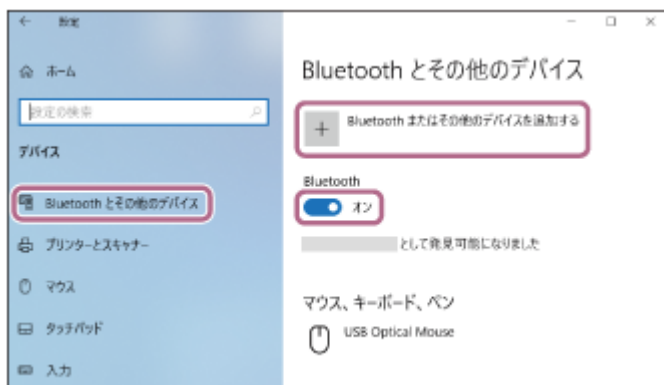 ← 設定
ホーム
設定の検索
デバイス
Bluetooth とその他のデバイス
プリンターとスキャナー
マウス
タッチパッド
入力
Bluetooth とその他のデバイス
Bluetooth またはその他のデバイスを追加する
Bluetooth
オン
として発見可能になりました
マウス、キーボード、ペン
USB Optical Mouse